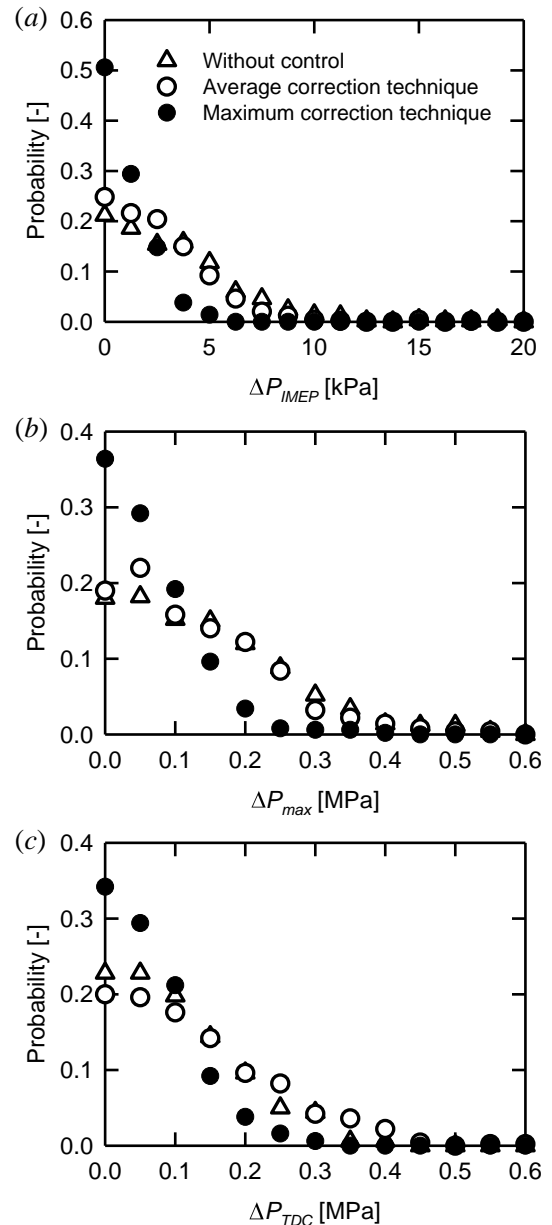 (a)
0.6
0.5
0.4
0.3
0.2
0.1
0.0
Probability [-]
Without control
Average correction technique
Maximum correction technique
0 5 10 15 20
ΔP_IMEP [kPa]
(b)
0.4
0.3
0.2
0.1
0.0
Probability [-]
0.0 0.1 0.2 0.3 0.4 0.5 0.6
ΔP_max [MPa]
(c)
0.4
0.3
0.2
0.1
0.0
Probability [-]
0.0 0.1 0.2 0.3 0.4 0.5 0.6
ΔP_TDC [MPa]